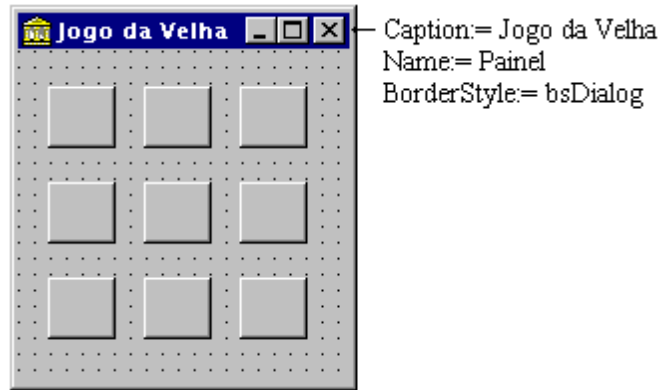 Jogo da Velha
Caption:= Jogo da Velha
Name:= Painel
BorderStyle:= bsDialog